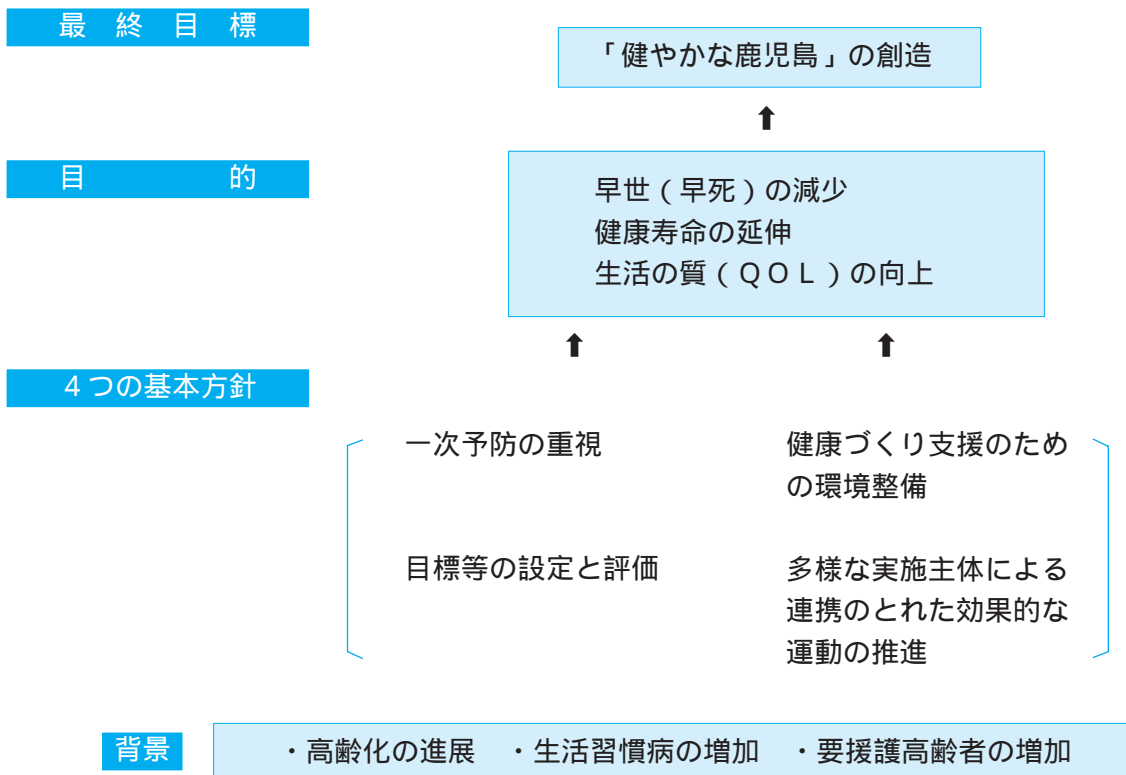 最終目標
「健やかな鹿児島」の創造
目的
早世(早死)の減少
健康寿命の延伸
生活の質(QOL)の向上
4つの基本方針
一次予防の重視
健康づくり支援のため
の環境整備
目標等の設定と評価
多様な実施主体による
連携のとれた効果的な
運動の推進
背景
・高齢化の進展 ・生活習慣病の増加 ・要援護高齢者の増加